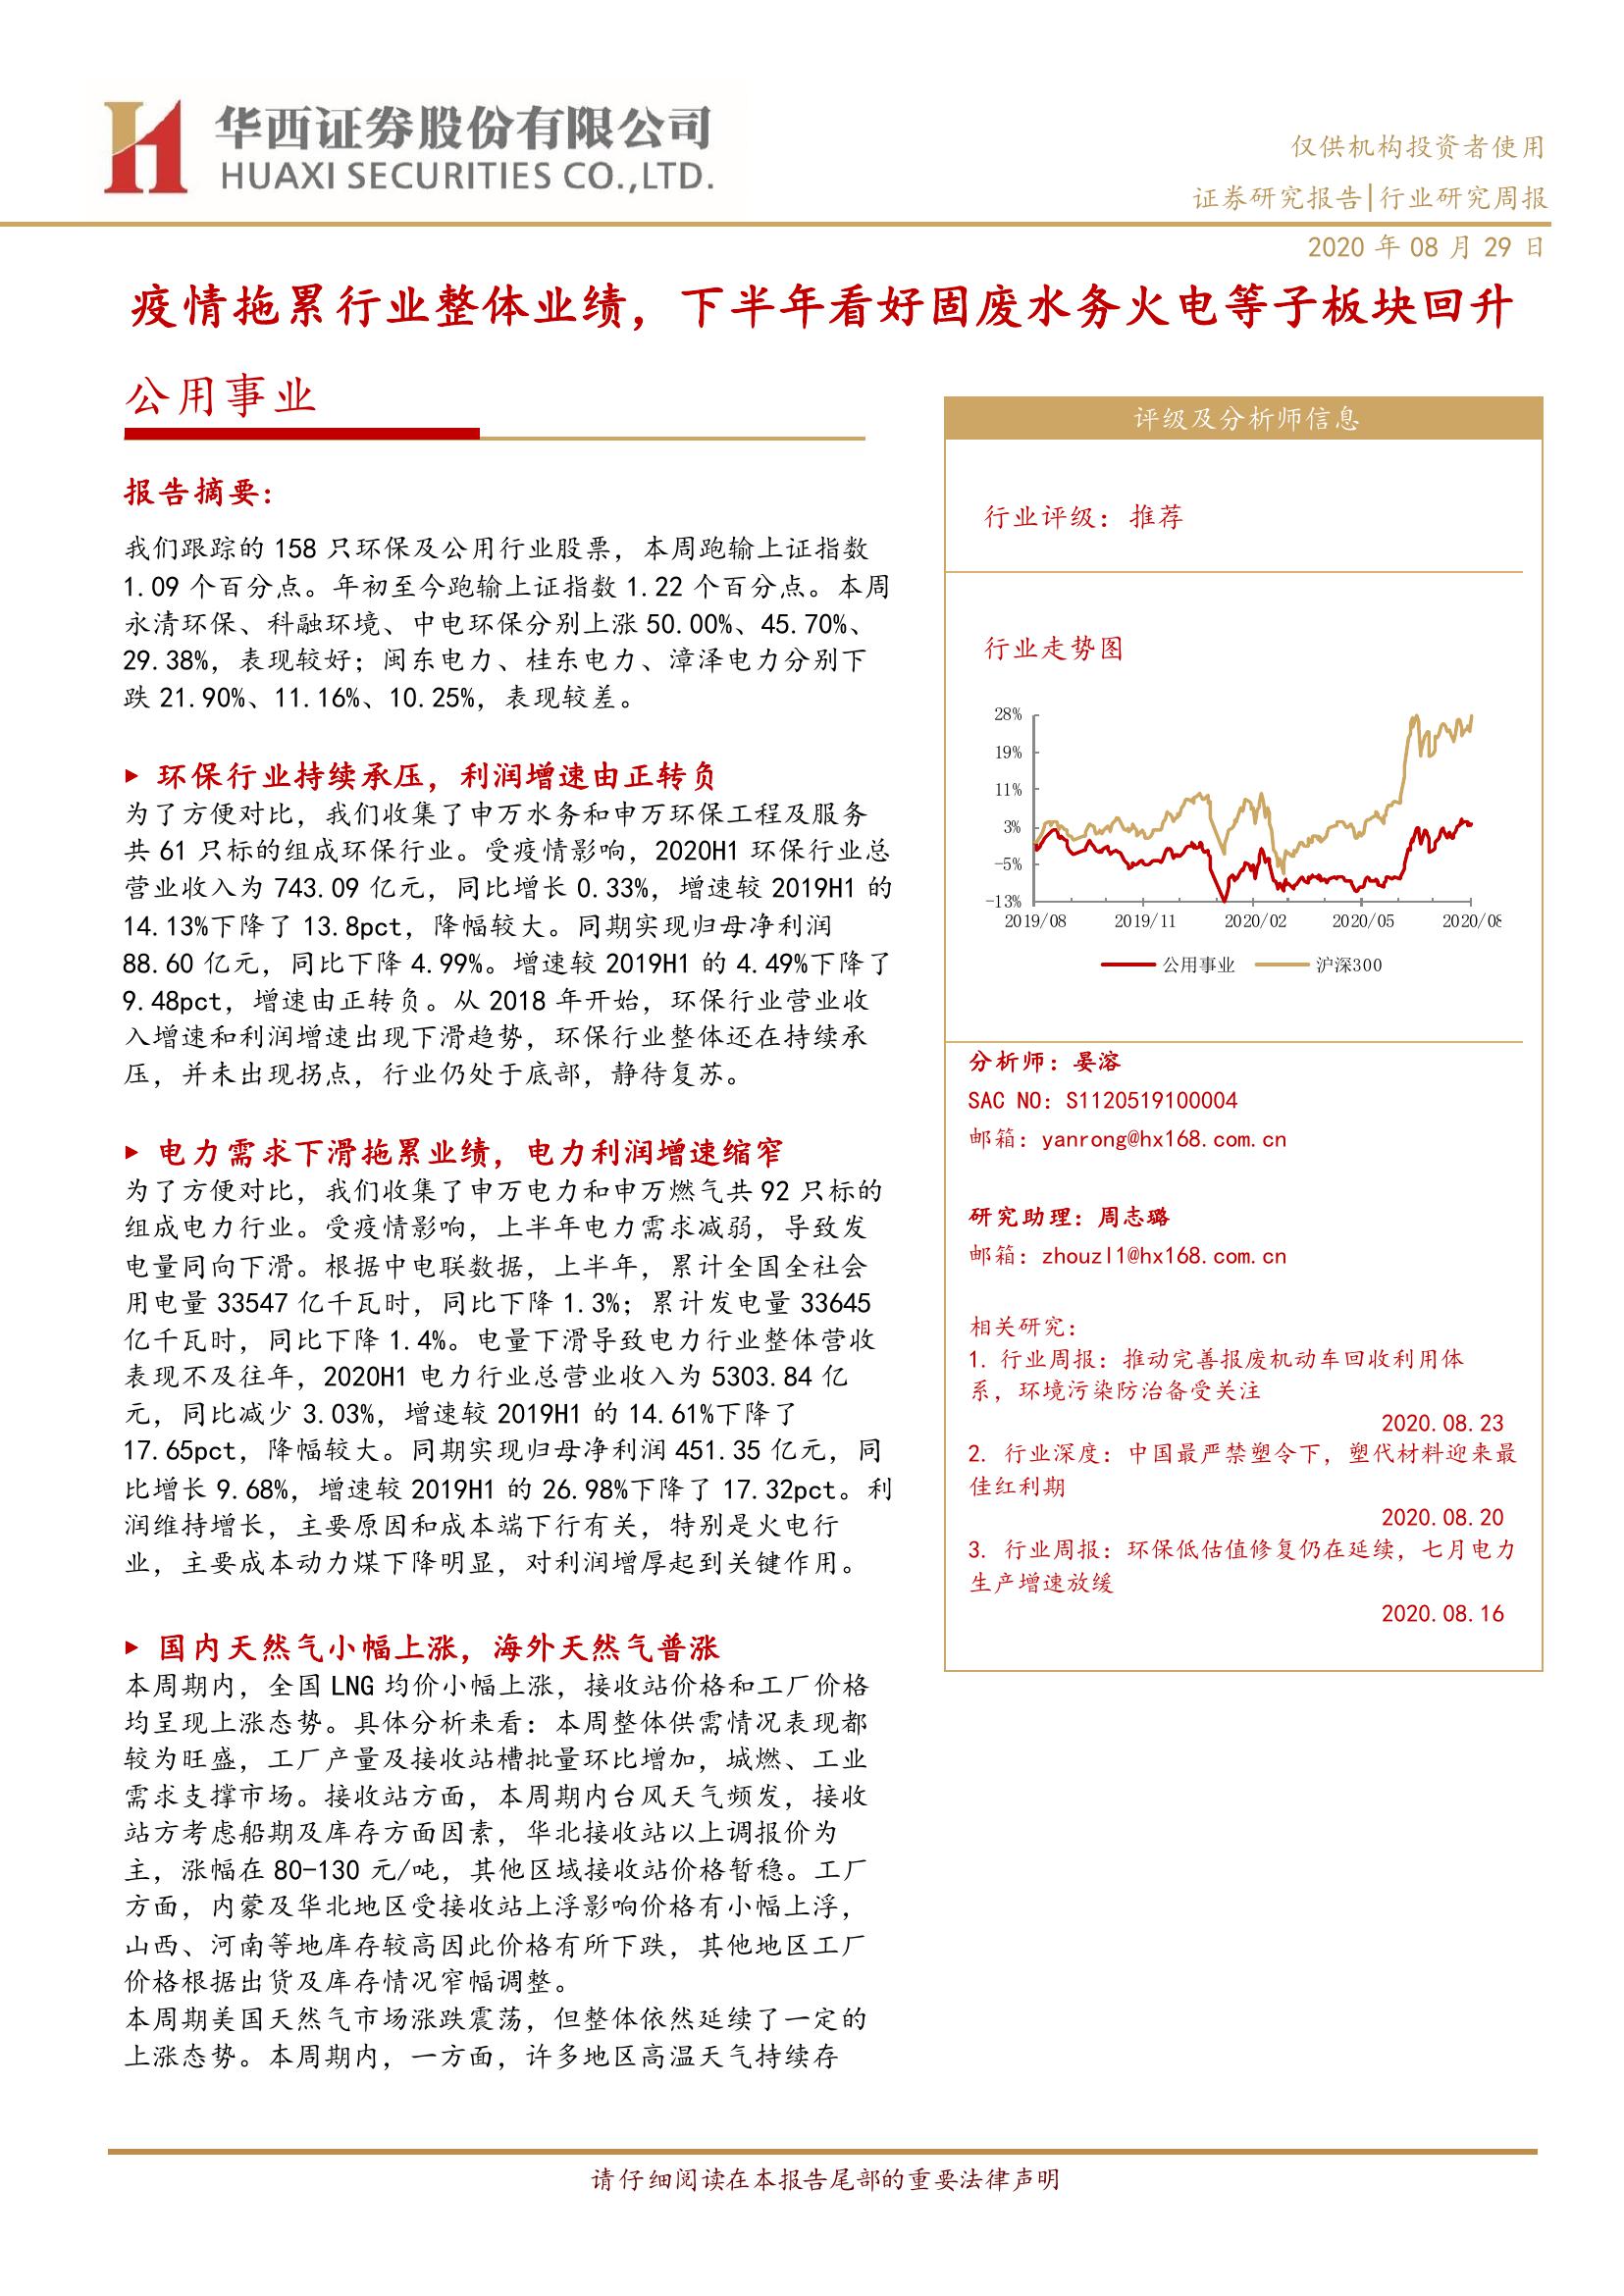 华西证券股份有限公司
HUAXI SECURITIES CO.,LTD.
仅供机构投资者使用
证券研究报告|行业研究周报
2020 年 08 月 29 日
疫情拖累行业整体业绩，下半年看好固废水务火电等子板块回升
公用事业
报告摘要：
我们跟踪的 158 只环保及公用行业股票，本周跑输上证指数
1.09 个百分点。年初至今跑输上证指数 1.22 个百分点。本周
永清环保、科融环境、中电环保分别上涨 50.00%、45.70%、
29.38%，表现较好；闽东电力、桂东电力、漳泽电力分别下
跌 21.90%、11.16%、10.25%，表现较差。
▶ 环保行业持续承压，利润增速由正转负
为了方便对比，我们收集了申万水务和申万环保工程及服务
共 61 只标的组成环保行业。受疫情影响，2020H1 环保行业总
营业收入为 743.09 亿元，同比增长 0.33%，增速较 2019H1 的
14.13%下降了 13.8pct，降幅较大。同期实现归母净利润
88.60 亿元，同比下降 4.99%。增速较 2019H1 的 4.49%下降了
9.48pct，增速由正转负。从 2018 年开始，环保行业营业收
入增速和利润增速出现下滑趋势，环保行业整体还在持续承
压，并未出现拐点，行业仍处于底部，静待复苏。
▶ 电力需求下滑拖累业绩，电力利润增速缩窄
为了方便对比，我们收集了申万电力和申万燃气共 92 只标的
组成电力行业。受疫情影响，上半年电力需求减弱，导致发
电量同向下滑。根据中电联数据，上半年，累计全国全社会
用电量 33547 亿千瓦时，同比下降 1.3%；累计发电量 33645
亿千瓦时，同比下降 1.4%。电量下滑导致电力行业整体营收
表现不及往年，2020H1 电力行业总营业收入为 5303.84 亿
元，同比减少 3.03%，增速较 2019H1 的 14.61%下降了
17.65pct，降幅较大。同期实现归母净利润 451.35 亿元，同
比增长 9.68%，增速较 2019H1 的 26.98%下降了 17.32pct。利
润维持增长，主要原因和成本端下行有关，特别是火电行
业，主要成本动力煤下降明显，对利润增厚起到关键作用。
▶ 国内天然气小幅上涨，海外天然气普涨
本周期内，全国 LNG 均价小幅上涨，接收站价格和工厂价格
均呈现上涨态势。具体分析来看：本周整体供需情况表现都
较为旺盛，工厂产量及接收站槽批量环比增加，城燃、工业
需求支撑市场。接收站方面，本周期内台风天气频发，接收
站方考虑船期及库存方面因素，华北接收站以上调报价为
主，涨幅在 80-130 元/吨，其他区域接收站价格暂稳。工厂
方面，内蒙及华北地区受接收站上浮影响价格有小幅上浮，
山西、河南等地库存较高因此价格有所下跌，其他地区工厂
价格根据出货及库存情况窄幅调整。
本周期美国天然气市场涨跌震荡，但整体依然延续了一定的
上涨态势。本周期内，一方面，许多地区高温天气持续存
评级及分析师信息
行业评级：推荐
行业走势图
28%
19%
11%
3%
-5%
-13%
2019/08 2019/11 2020/02 2020/05 2020/08
公用事业 沪深300
分析师：晏溶
SAC NO：S1120519100004
邮箱：yanrong@hx168.com.cn
研究助理：周志璐
邮箱：zhouzl1@hx168.com.cn
相关研究：
1. 行业周报：推动完善报废机动车回收利用体
系，环境污染防治备受关注
2020.08.23
2. 行业深度：中国最严禁塑令下，塑代材料迎来最
佳红利期
2020.08.20
3. 行业周报：环保低估值修复仍在延续，七月电力
生产增速放缓
2020.08.16
请仔细阅读在本报告尾部的重要法律声明